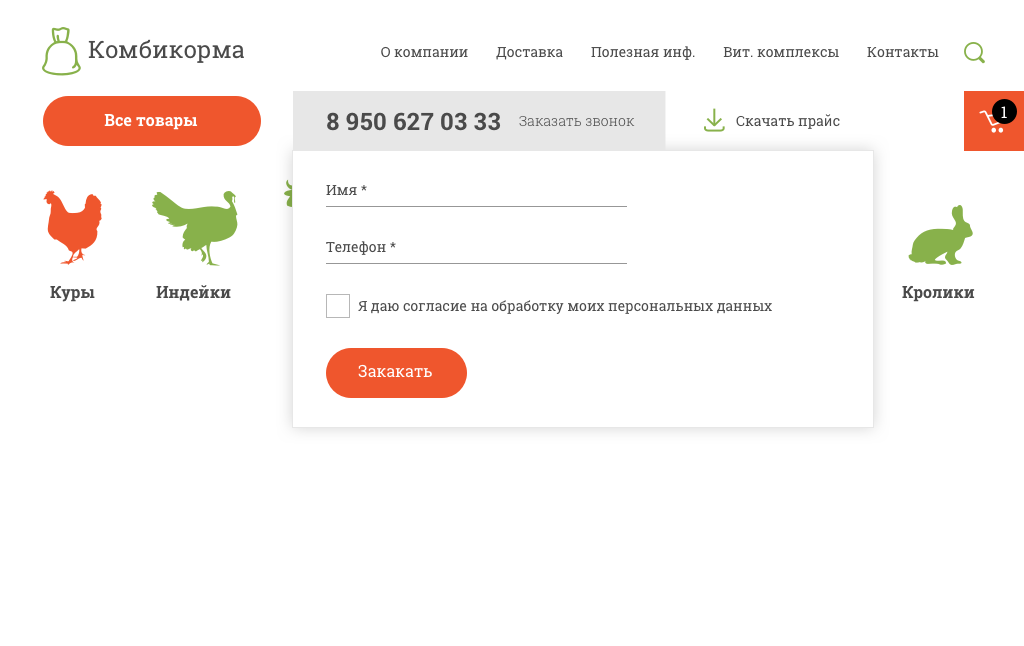 Комбикорма
О компании Доставка Полезная инф. Вит. комплексы Контакты
Все товары
8 950 627 03 33 Заказать звонок
Скачать прайс
1
Имя *
Телефон *
Я даю согласие на обработку моих персональных данных
Закакать
Куры
Индейки
Кролики